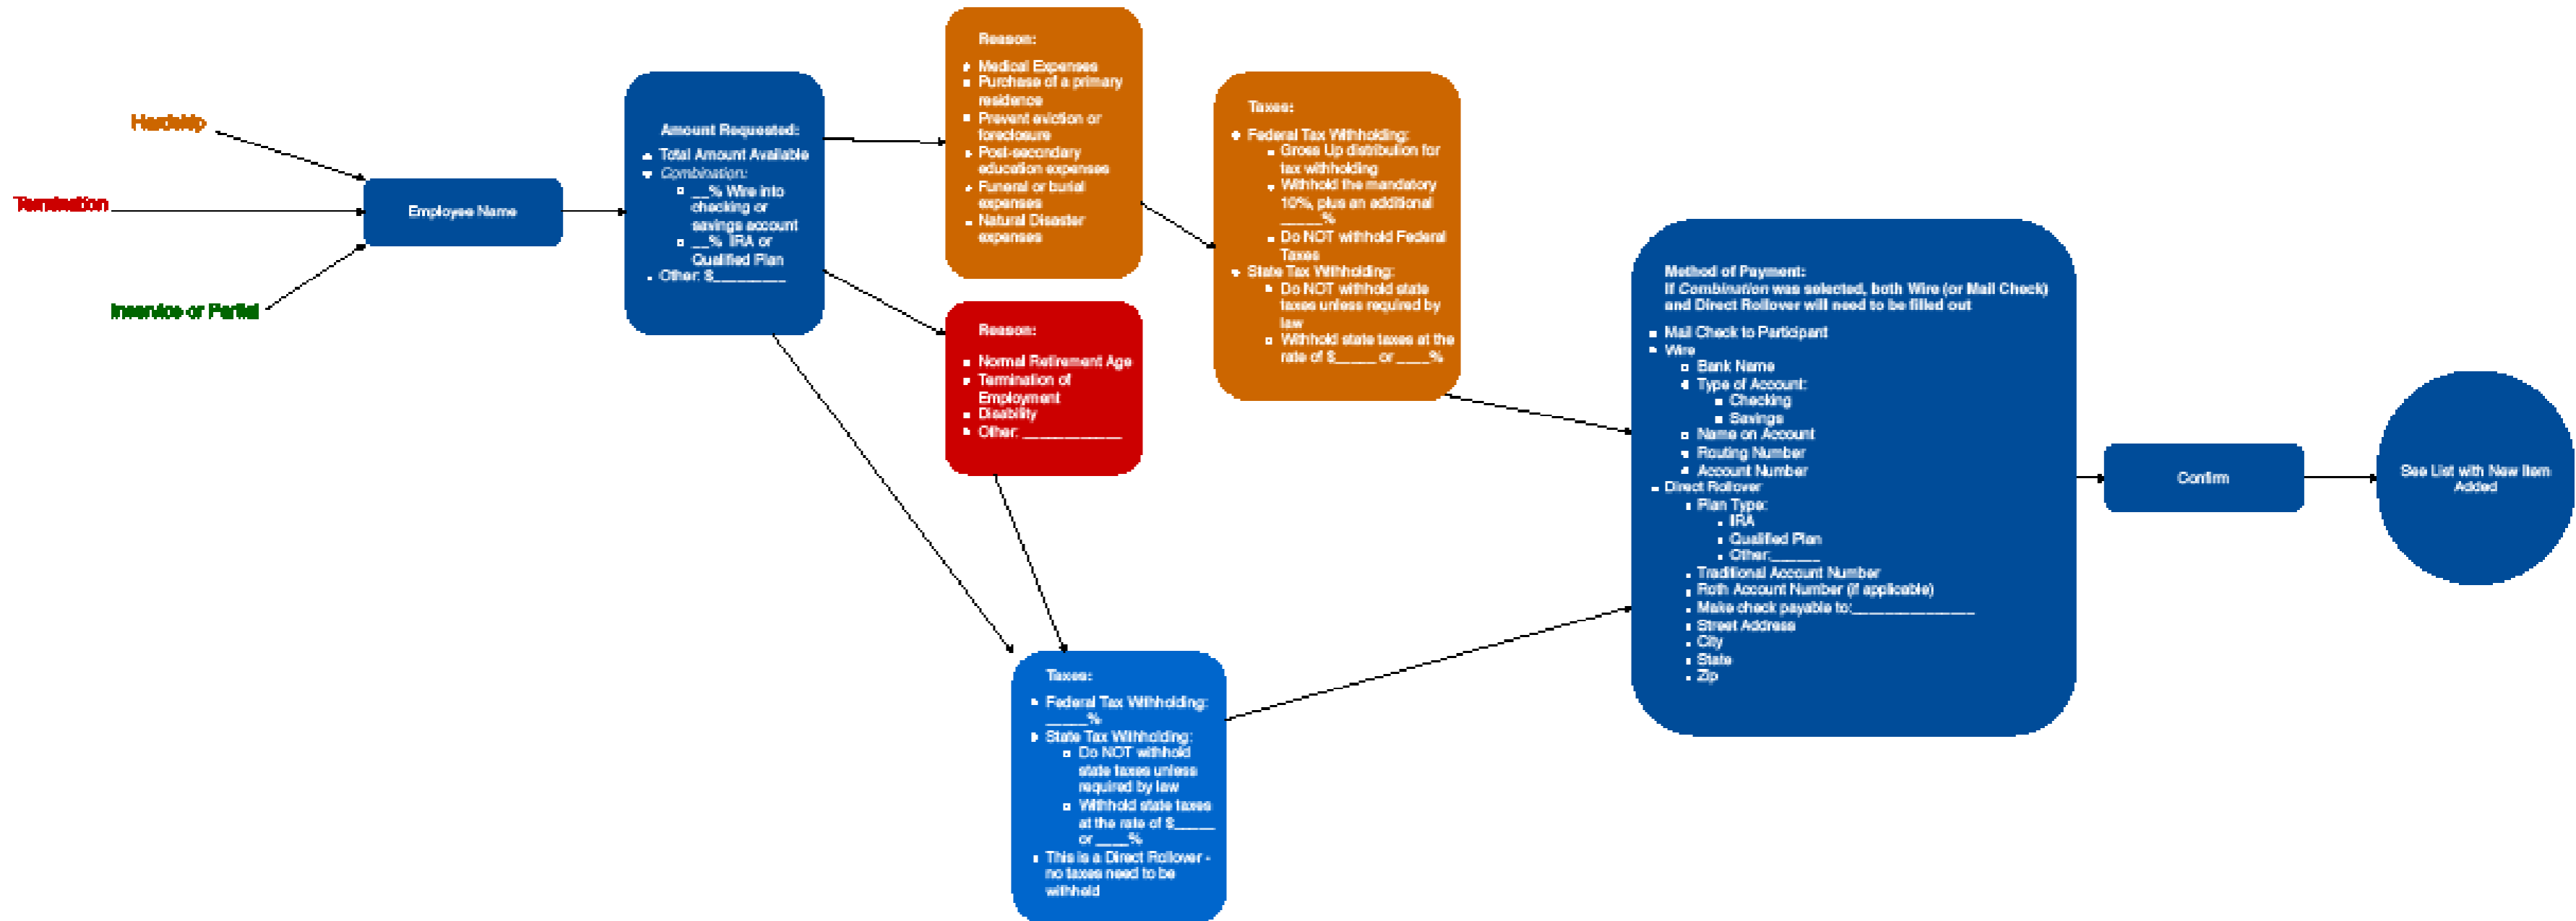 Hardship
Termination
Inservice or Partial
Employee Name
Amount Requested:
Total Amount Available
Combination:
__% Wire into
checking or
savings account
__% IRA or
Qualified Plan
Other: $_________
Reason:
Medical Expenses
Purchase of a primary
residence
Prevent eviction or
foreclosure
Post-secondary
education expenses
Funeral or burial
expenses
Natural Disaster
expenses
Reason:
Normal Retirement Age
Termination of
Employment
Disability
Other: ____________
Taxes:
Federal Tax Withholding:
Gross Up distribution for
tax withholding
Withhold the mandatory
10%, plus an additional
_____%
Do NOT withhold Federal
Taxes
State Tax Withholding:
Do NOT withhold state
taxes unless required by
law
Withhold state taxes at the
rate of $_____ or ____%
Taxes:
Federal Tax Withholding:
_____%
State Tax Withholding:
Do NOT withhold
state taxes unless
required by law
Withhold state taxes
at the rate of $_____
or ____%
This is a Direct Rollover -
no taxes need to be
withheld
Method of Payment:
If Combination was selected, both Wire (or Mail Check)
and Direct Rollover will need to be filled out
Mail Check to Participant
Wire
Bank Name
Type of Account:
Checking
Savings
Name on Account
Routing Number
Account Number
Direct Rollover
Plan Type:
IRA
Qualified Plan
Other:______
Traditional Account Number
Roth Account Number (if applicable)
Make check payable to:_______________
Street Address
City
State
Zip
Confirm
See List with New Item
Added